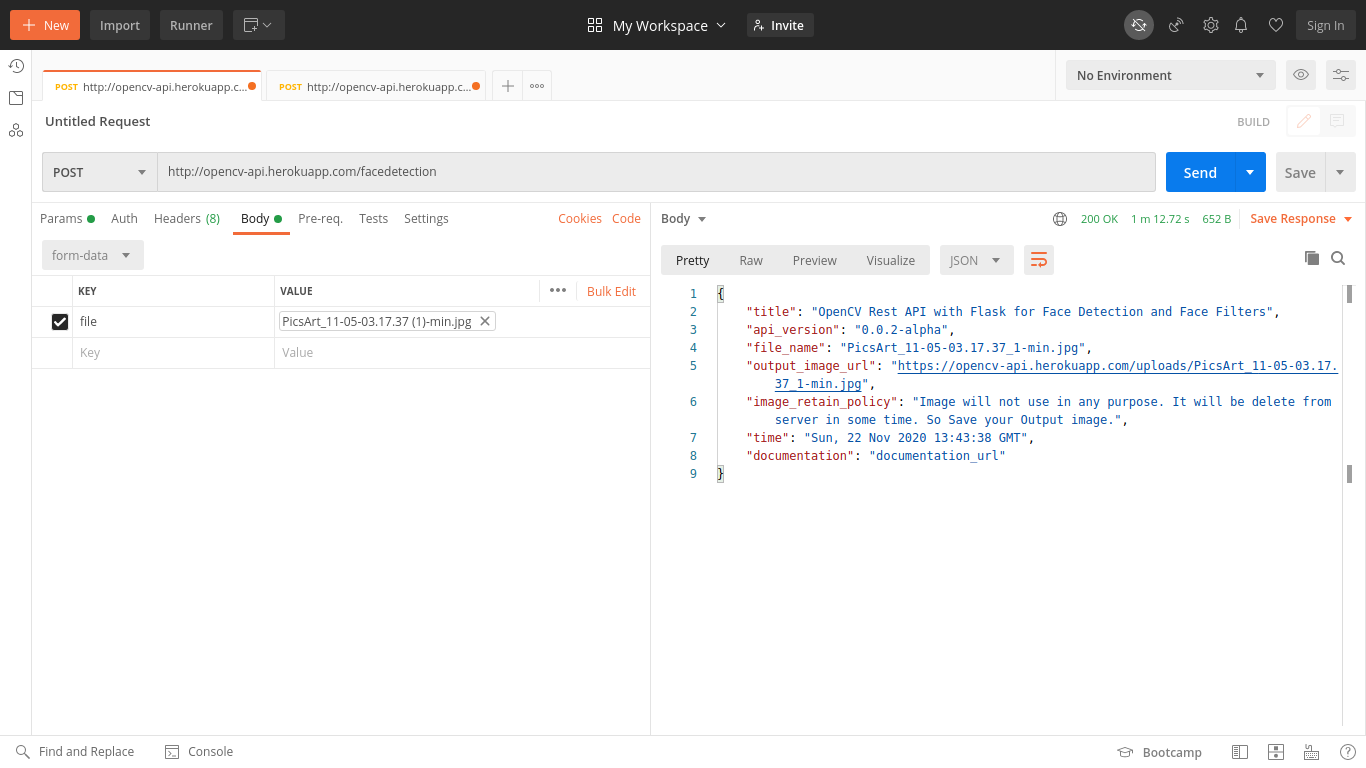 New
Import
Runner
My Workspace
Invite
Sign In
POST http://opencv-api.herokuapp.c...
POST http://opencv-api.herokuapp.c...
No Environment
Untitled Request
BUILD
POST
http://opencv-api.herokuapp.com/facedetection
Send
Save
Params
Auth
Headers (8)
Body
Pre-req.
Tests
Settings
Cookies
Code
form-data
KEY
VALUE
Bulk Edit
file
PicsArt_11-05-03.17.37 (1)-min.jpg
Key
Value
Body
200 OK
1 m 12.72 s
652 B
Save Response
Pretty
Raw
Preview
Visualize
JSON
1 {
2 "title": "OpenCV Rest API with Flask for Face Detection and Face Filters",
3 "api_version": "0.0.2-alpha",
4 "file_name": "PicsArt_11-05-03.17.37_1-min.jpg",
5 "output_image_url": "https://opencv-api.herokuapp.com/uploads/PicsArt_11-05-03.17.
37_1-min.jpg",
6 "image_retain_policy": "Image will not use in any purpose. It will be delete from
server in some time. So Save your Output image.",
7 "time": "Sun, 22 Nov 2020 13:43:38 GMT",
8 "documentation": "documentation_url"
9 }
Find and Replace
Console
Bootcamp